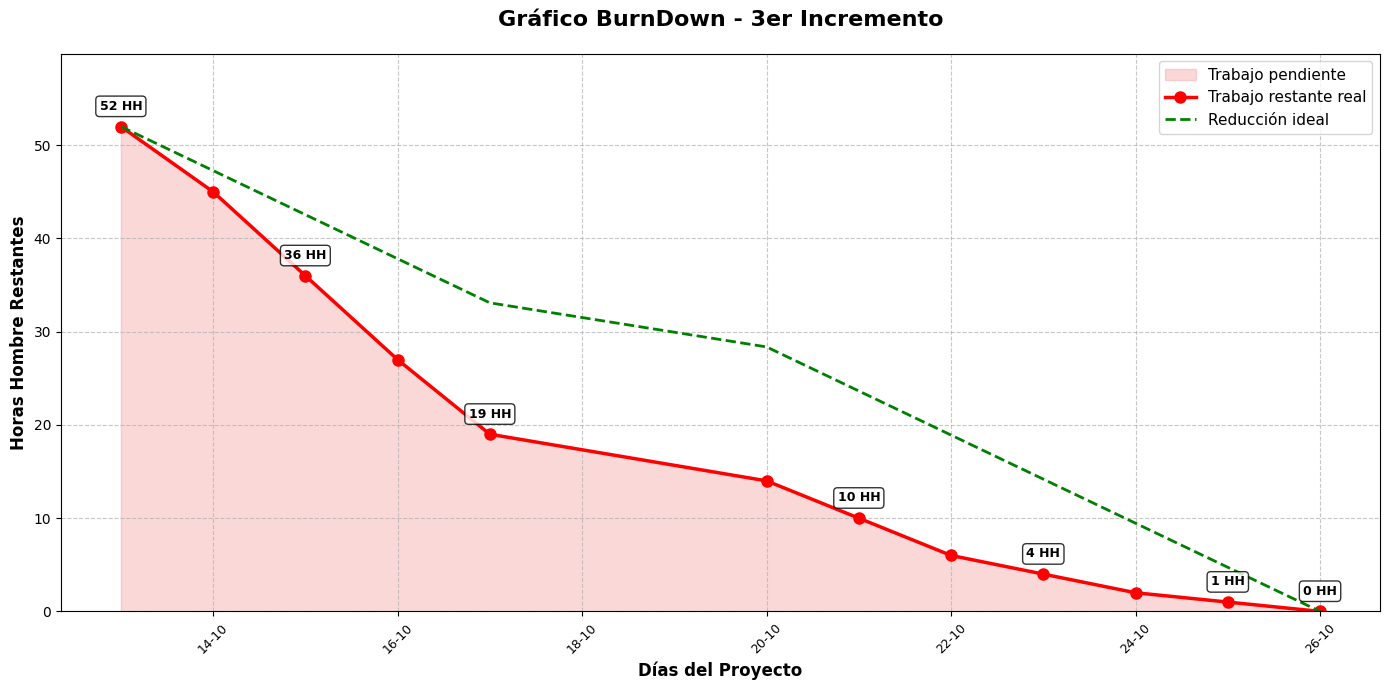 Gráfico BurnDown - 3er Incremento
Trabajo pendiente
Trabajo restante real
Reducción ideal
Horas Hombre Restantes
50
40
30
20
10
0
52 HH
36 HH
19 HH
10 HH
4 HH
1 HH
0 HH
14-10
16-10
18-10
20-10
22-10
24-10
26-10
Días del Proyecto